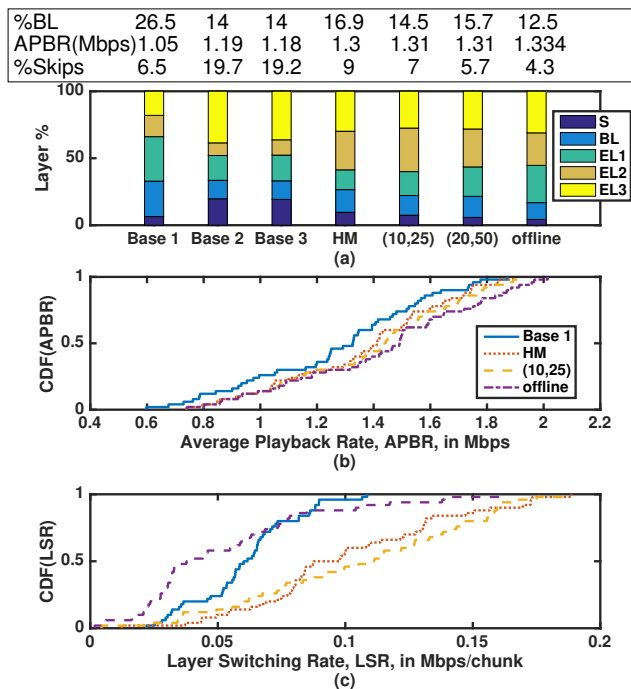 %BL 26.5 14 14 16.9 14.5 15.7 12.5
APBR(Mbps) 1.05 1.19 1.18 1.3 1.31 1.31 1.334
%Skips 6.5 19.7 19.2 9 7 5.7 4.3
100
50
0
Layer %
S
BL
EL1
EL2
EL3
Base 1 Base 2 Base 3 HM (10,25) (20,50) offline
(a)
1
0.5
0
CDF(APBR)
Base 1
HM
(10,25)
offline
0.4 0.6 0.8 1 1.2 1.4 1.6 1.8 2 2.2
Average Playback Rate, APBR, in Mbps
(b)
1
0.5
0
CDF(LSR)
0 0.05 0.1 0.15 0.2
Layer Switching Rate, LSR, in Mbps/chunk
(c)